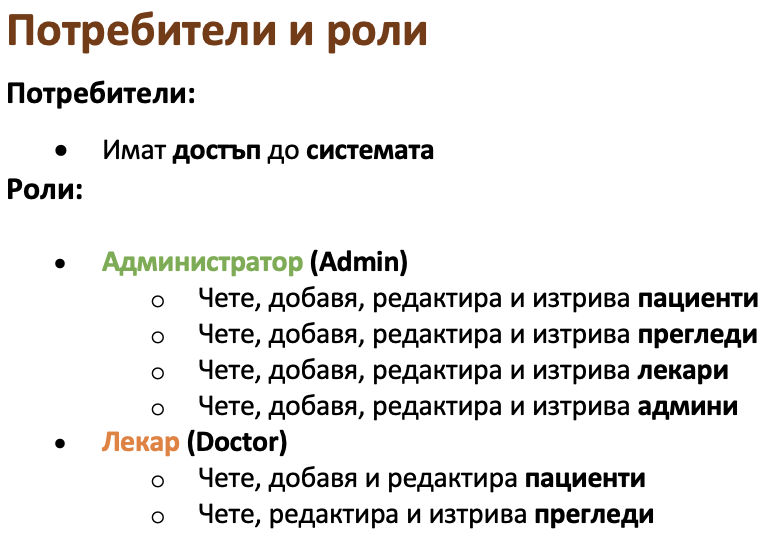 Потребители и роли
Потребители:
• Имат достъп до системата
Роли:
• Администратор (Admin)
o Чете, добавя, редактира и изтрива пациенти
o Чете, добавя, редактира и изтрива прегледи
o Чете, добавя, редактира и изтрива лекари
o Чете, добавя, редактира и изтрива админи
• Лекар (Doctor)
o Чете, добавя и редактира пациенти
o Чете, редактира и изтрива прегледи